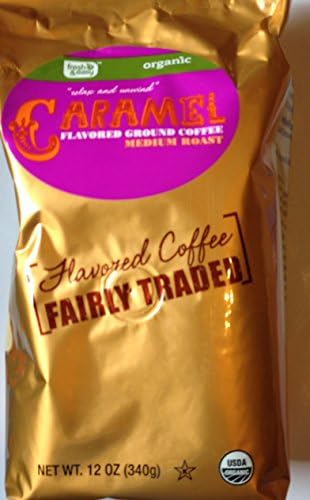 fresh & easy
organic
"relax and unwind"
CARAMEL
FLAVORED GROUND COFFEE
MEDIUM ROAST
Flavored Coffee
FAIRLY TRADED
USDA
ORGANIC
NET WT. 12 OZ (340g)
K